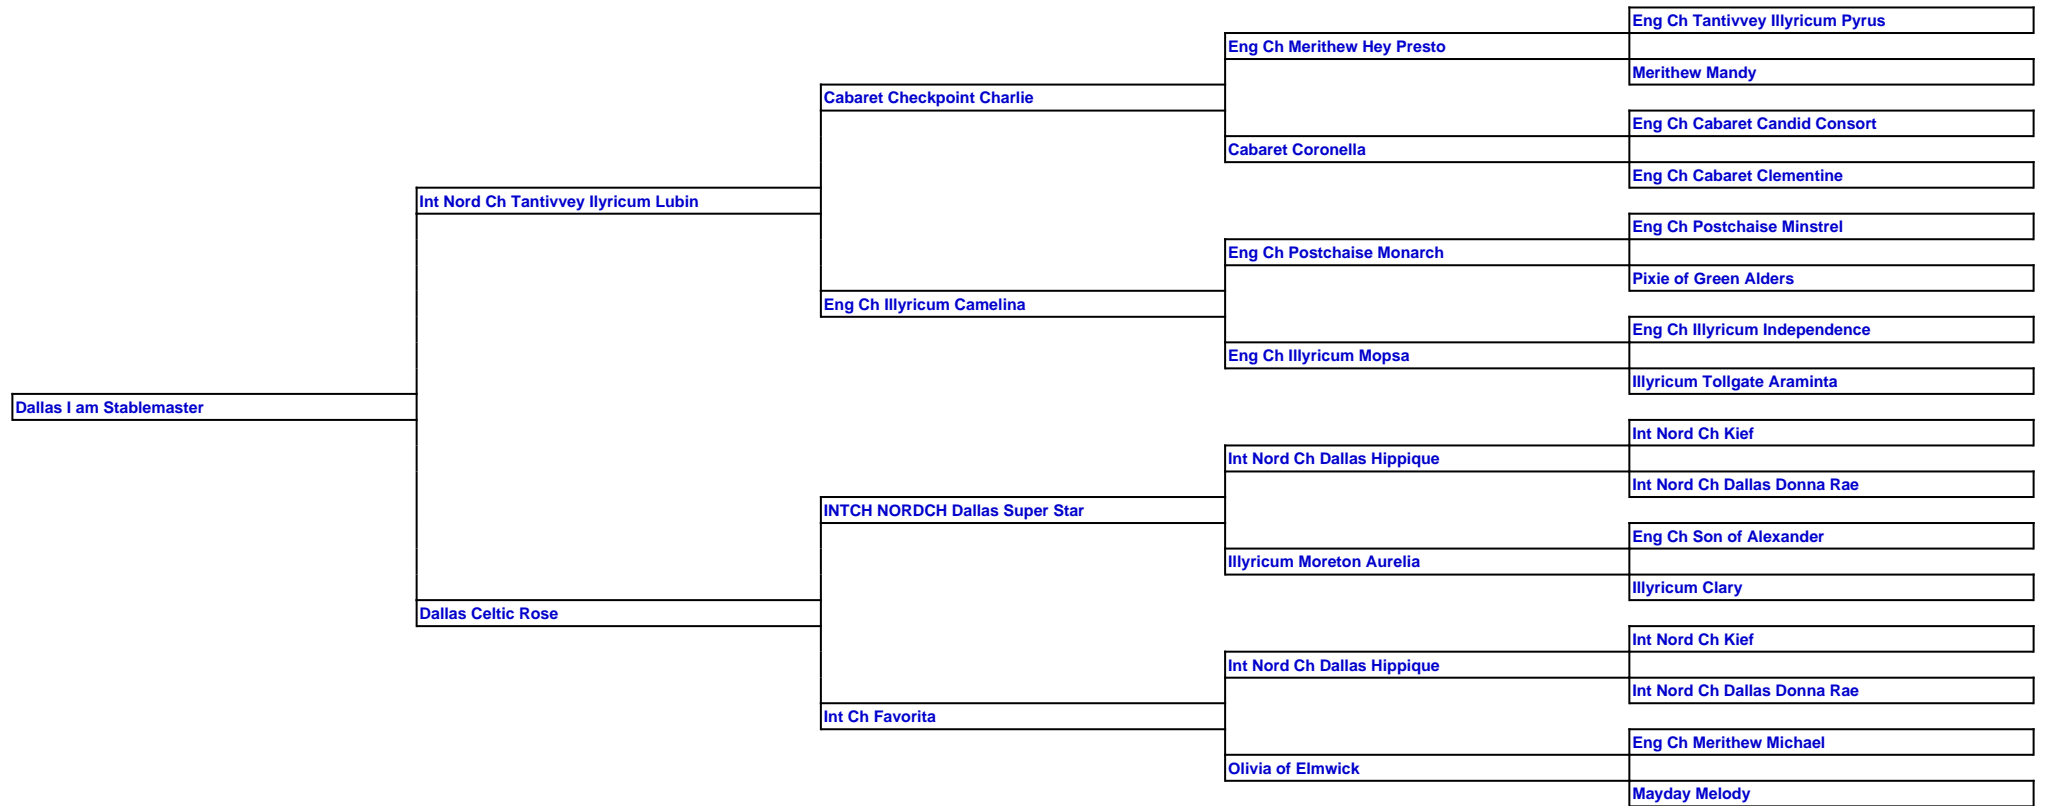 Eng Ch Tantivvey Illyricum Pyrus
Eng Ch Merithew Hey Presto
Merithew Mandy
Cabaret Checkpoint Charlie
Eng Ch Cabaret Candid Consort
Cabaret Coronella
Eng Ch Cabaret Clementine
Int Nord Ch Tantivvey Ilyricum Lubin
Eng Ch Postchaise Minstrel
Eng Ch Postchaise Monarch
Pixie of Green Alders
Eng Ch Illyricum Camelina
Eng Ch Illyricum Independence
Eng Ch Illyricum Mopsa
Illyricum Tollgate Araminta
Dallas I am Stablemaster
Int Nord Ch Kief
Int Nord Ch Dallas Hippique
Int Nord Ch Dallas Donna Rae
INTCH NORDCH Dallas Super Star
Eng Ch Son of Alexander
Illyricum Moreton Aurelia
Illyricum Clary
Dallas Celtic Rose
Int Nord Ch Kief
Int Nord Ch Dallas Hippique
Int Nord Ch Dallas Donna Rae
Int Ch Favorita
Eng Ch Merithew Michael
Olivia of Elmwick
Mayday Melody